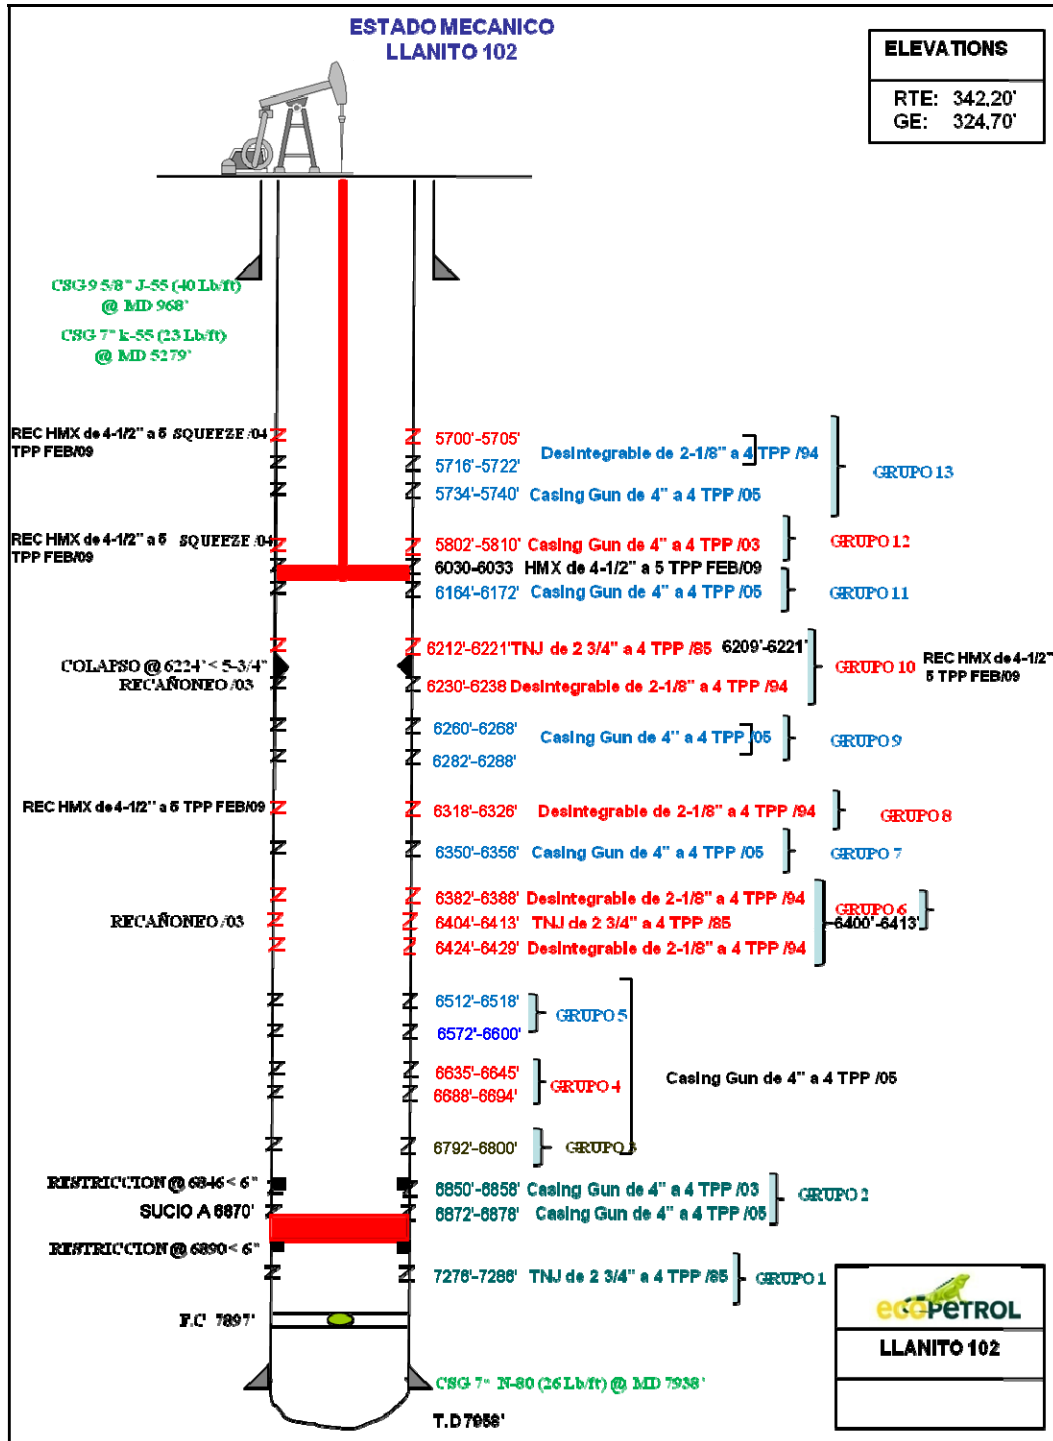 ESTADO MECANICO
LLANITO 102
ELEVATIONS
RTE: 342,20'
GE: 324,70'
CSG 9 5/8" J-55 (40 Lb/ft)
@ MD 968'
CSG 7" k-55 (23 Lb/ft)
@ MD 5279'
REC HMX de 4-1/2" a 5 SQUEEZE /04
TPP FEB/09
5700'-5705'
5716'-5722'
Desintegrable de 2-1/8" a 4 TPP /94
5734'-5740' Casing Gun de 4" a 4 TPP /05
GRUPO 13
REC HMX de 4-1/2" a 5 SQUEEZE /04
TPP FEB/09
5802'-5810' Casing Gun de 4" a 4 TPP /03
GRUPO 12
6030-6033 HMX de 4-1/2" a 5 TPP FEB/09
6164'-6172' Casing Gun de 4" a 4 TPP /05
GRUPO 11
6212'-6221' TNJ de 2 3/4" a 4 TPP /85 6209'-6221'
COLAPSO @ 6224' < 5-3/4"
RECAÑONEO /03
6230'-6238 Desintegrable de 2-1/8" a 4 TPP /94
GRUPO 10
REC HMX de 4-1/2"
5 TPP FEB/09
6260'-6268'
Casing Gun de 4" a 4 TPP /05
6282'-6288'
GRUPO 9
REC HMX de 4-1/2" a 5 TPP FEB/09
6318'-6326' Desintegrable de 2-1/8" a 4 TPP /94
GRUPO 8
6350'-6356' Casing Gun de 4" a 4 TPP /05
GRUPO 7
6382'-6388' Desintegrable de 2-1/8" a 4 TPP /94
RECAÑONEO /03
6404'-6413' TNJ de 2 3/4" a 4 TPP /85
GRUPO 6
6400'-6413'
6424'-6429' Desintegrable de 2-1/8" a 4 TPP /94
6512'-6518'
6572'-6600'
GRUPO 5
6635'-6645'
6688'-6694'
GRUPO 4
Casing Gun de 4" a 4 TPP /05
6792'-6800'
GRUPO 3
RESTRICCION @ 6846 < 6"
6850'-6858' Casing Gun de 4" a 4 TPP /03
SUCIO A 6870'
6872'-6878' Casing Gun de 4" a 4 TPP /05
GRUPO 2
RESTRICCION @ 6890 < 6"
7276'-7286' TNJ de 2 3/4" a 4 TPP /85
GRUPO 1
F.C 7897'
CSG 7" N-80 (26 Lb/ft) @ MD 7938'
T.D 7958'
ecoPETROL
LLANITO 102